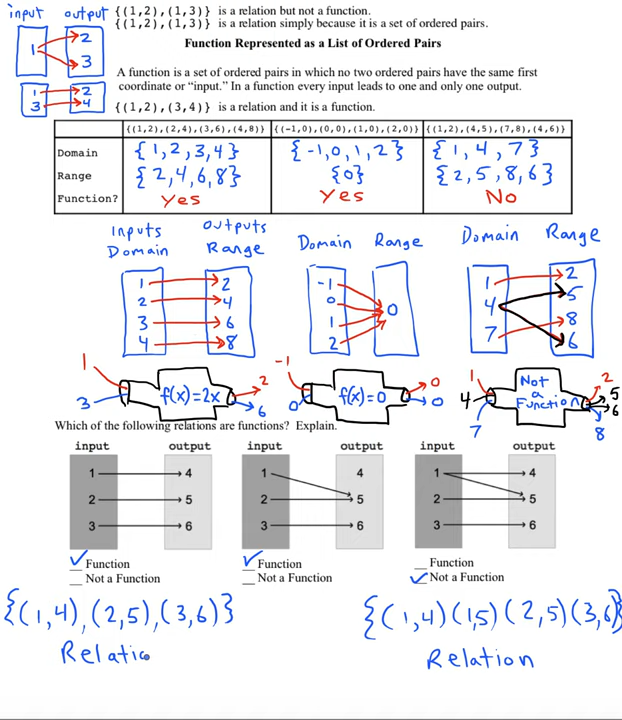 input output {(1,2),(1,3)} is a relation but not a function.
{(1,2),(1,3)} is a relation simply because it is a set of ordered pairs.
1 2
3
Function Represented as a List of Ordered Pairs
A function is a set of ordered pairs in which no two ordered pairs have the same first
coordinate or “input.” In a function every input leads to one and only one output.
1 2
3 4
{(1,2),(3,4)} is a relation and it is a function.
{(1,2),(2,4),(3,6),(4,8)} {(-1,0),(0,0),(1,0),(2,0)} {(1,2),(4,5),(7,8),(4,6)}
Domain {1,2,3,4} {-1,0,1,2} {1,4,7}
Range {2,4,6,8} {0} {2,5,8,6}
Function? Yes Yes No
Inputs Outputs
Domain Range Domain Range Domain Range
1 2 -1 1 2
2 4 0 0 4 5
3 6 1 7 8
4 8 2 6
1 3 f(x)=2x 2 6
-1 0 f(x)=0 0 0
1 4 7 Not a Function 2 5 6 8
Which of the following relations are functions? Explain.
input output input output input output
1 4 1 4 1 4
2 5 2 5 2 5
3 6 3 6 3 6
✓ Function ✓ Function _ Function
_ Not a Function _ Not a Function ✓ Not a Function
{(1,4),(2,5),(3,6)} {(1,4)(1,5)(2,5)(3,6)}
Relatio Relation